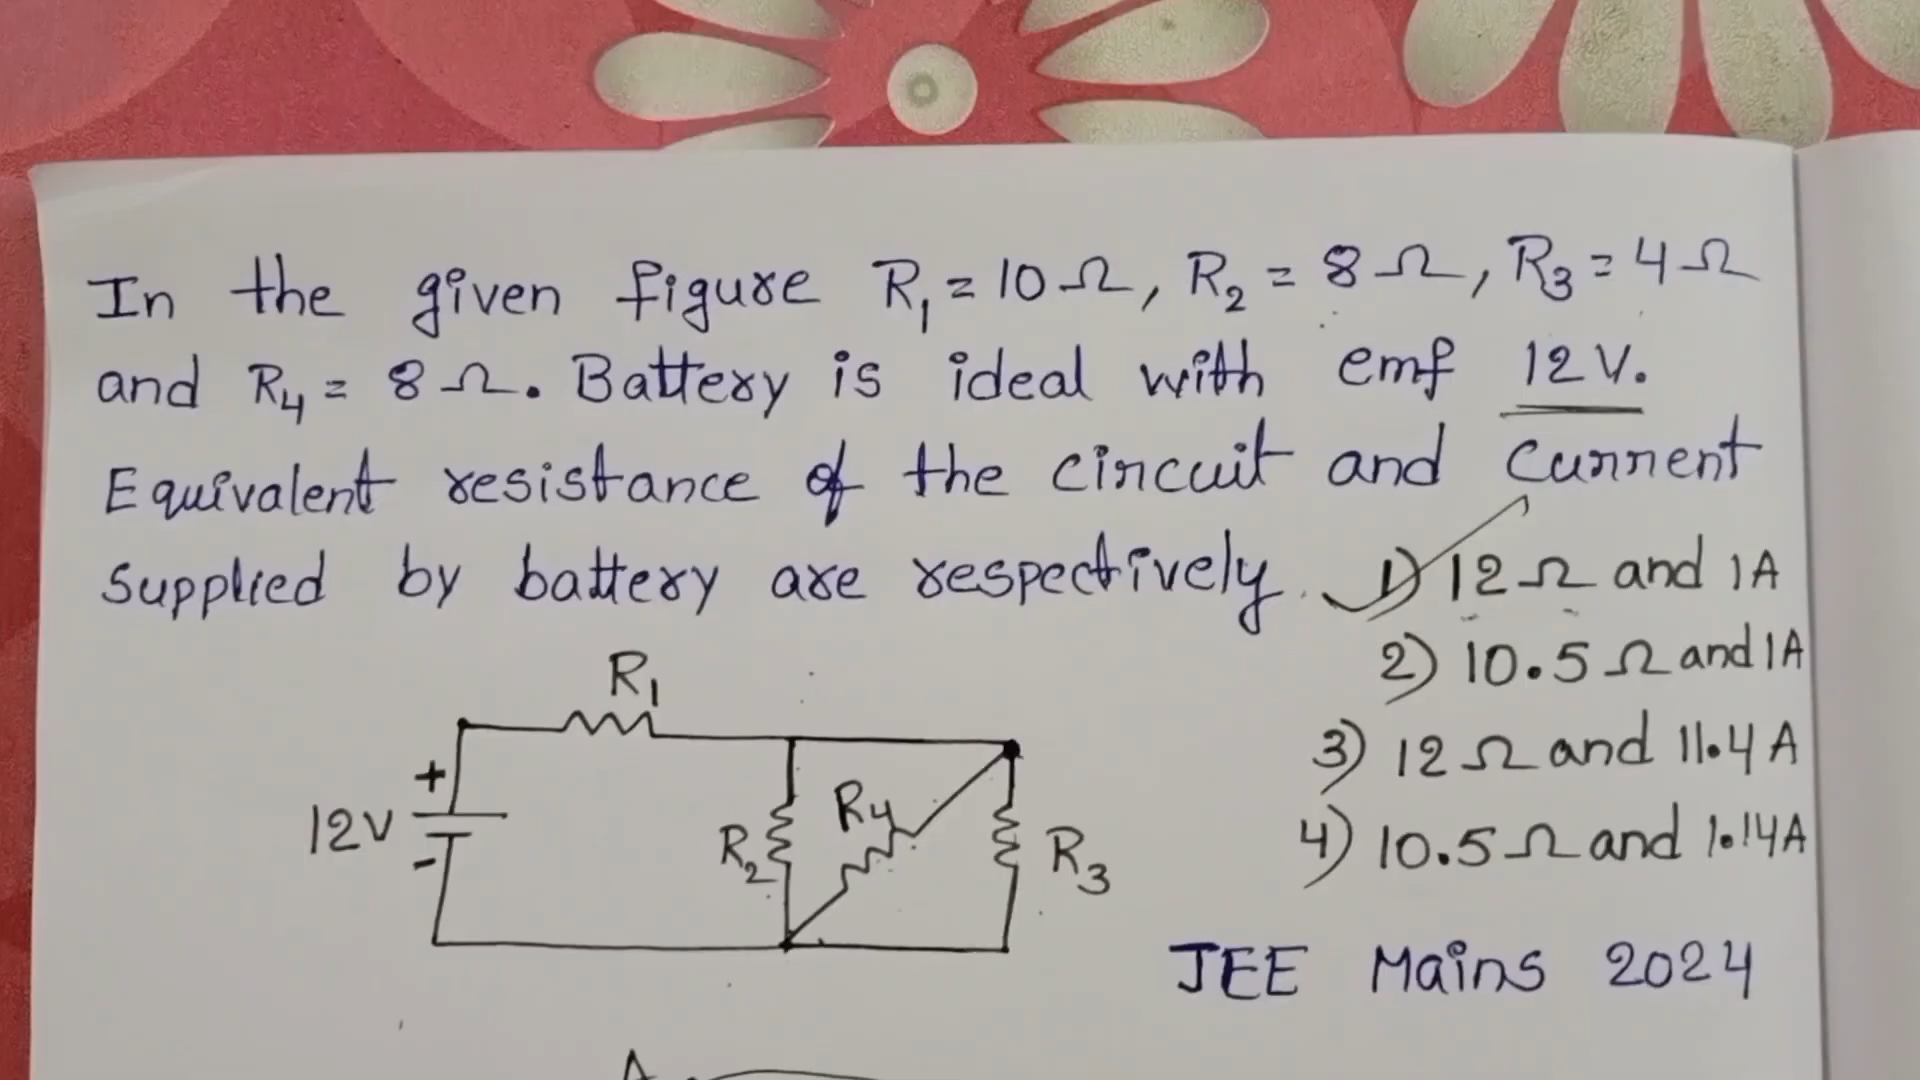 In the given figure R₁ = 10 Ω, R₂ = 8 Ω, R₃ = 4 Ω
and R₄ = 8 Ω. Battery is ideal with emf 12 V.
Equivalent resistance of the circuit and current
supplied by battery are respectively.
1) 12 Ω and 1A
2) 10.5 Ω and 1A
3) 12 Ω and 11.4 A
4) 10.5 Ω and 1.14A
R₁
+
12V
-
R₂
R₄
R₃
JEE Mains 2024